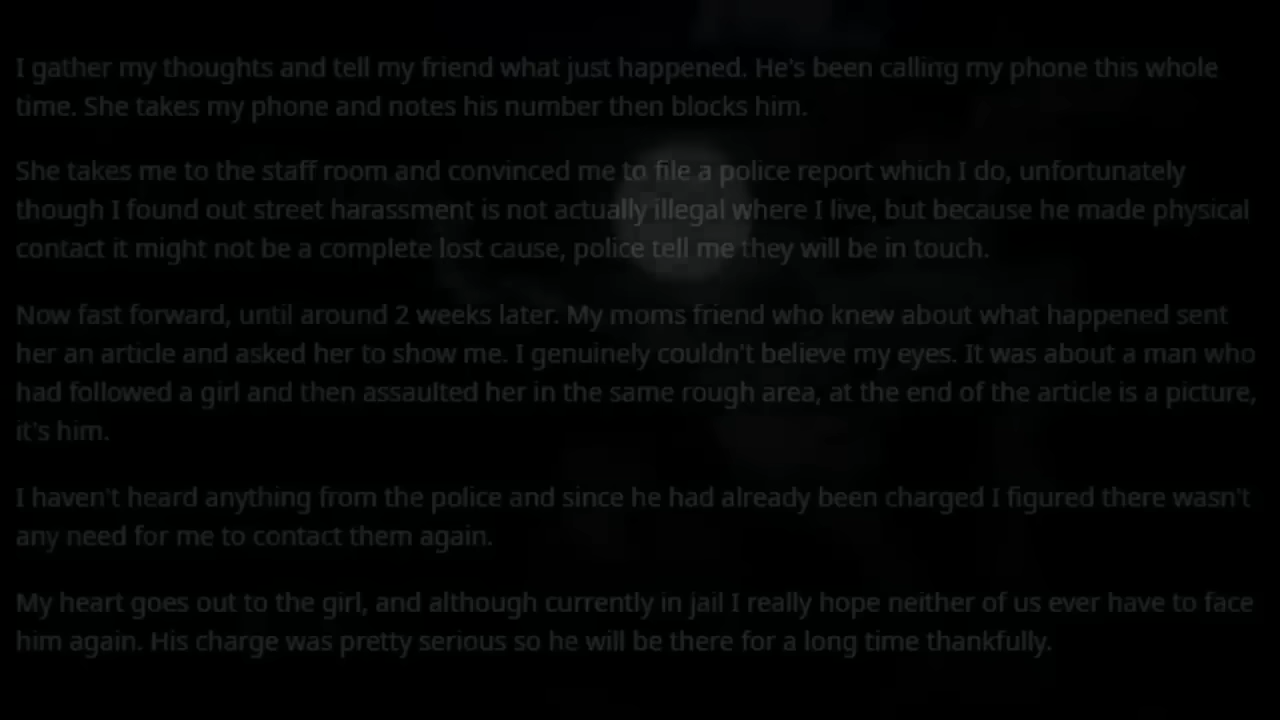 I gather my thoughts and tell my friend what just happened. He's been calling my phone this whole
time. She takes my phone and notes his number then blocks him.
She takes me to the staff room and convinced me to file a police report which I do, unfortunately
though I found out street harassment is not actually illegal where I live, but because he made physical
contact it might not be a complete lost cause, police tell me they will be in touch.
Now fast forward, until around 2 weeks later. My moms friend who knew about what happened sent
her an article and asked her to show me. I genuinely couldn't believe my eyes. It was about a man who
had followed a girl and then assaulted her in the same rough area, at the end of the article is a picture,
it's him.
I haven't heard anything from the police and since he had already been charged I figured there wasn't
any need for me to contact them again.
My heart goes out to the girl, and although currently in jail I really hope neither of us ever have to face
him again. His charge was pretty serious so he will be there for a long time thankfully.